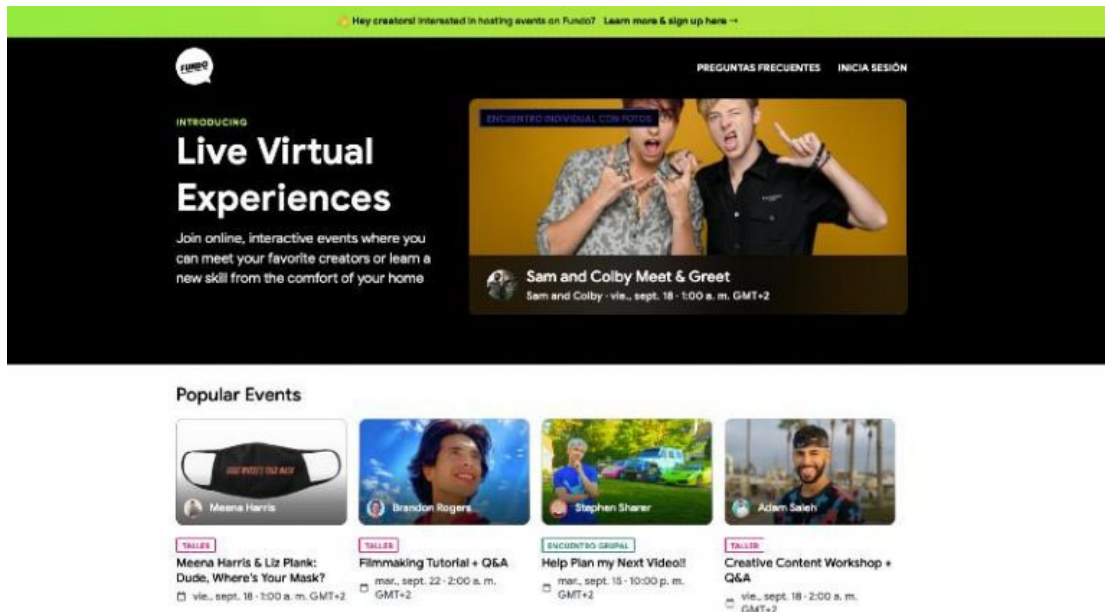 Hey creators! Interested in hosting events on Fundo? Learn more & sign up here →
FUNDO
PREGUNTAS FRECUENTES INICIA SESIÓN
INTRODUCING
Live Virtual
Experiences
Join online, interactive events where you
can meet your favorite creators or learn a
new skill from the comfort of your home
ENCUENTRO INDIVIDUAL CON FOTOS
Sam and Colby Meet & Greet
Sam and Colby · vie., sept. 18 · 1:00 a. m. GMT+2
Popular Events
DUDE WHERE'S YOUR MASK
Meena Harris
TALLER
Meena Harris & Liz Plank:
Dude, Where's Your Mask?
vie., sept. 18 · 1:00 a. m. GMT+2
Brandon Rogers
TALLER
Filmmaking Tutorial + Q&A
mar., sept. 22 · 2:00 a. m.
GMT+2
Stephen Sharer
ENCUENTRO GRUPAL
Help Plan my Next Video!!
mar., sept. 15 · 10:00 p. m.
GMT+2
Adam Saleh
TALLER
Creative Content Workshop +
Q&A
vie., sept. 18 · 2:00 a. m.
GMT+2